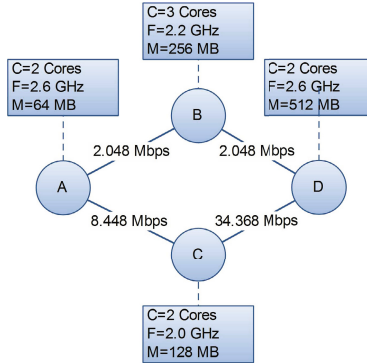 C=3 Cores
F=2.2 GHz
M=256 MB
C=2 Cores
F=2.6 GHz
M=64 MB
C=2 Cores
F=2.6 GHz
M=512 MB
B
2.048 Mbps
2.048 Mbps
A
D
8.448 Mbps
34.368 Mbps
C
C=2 Cores
F=2.0 GHz
M=128 MB